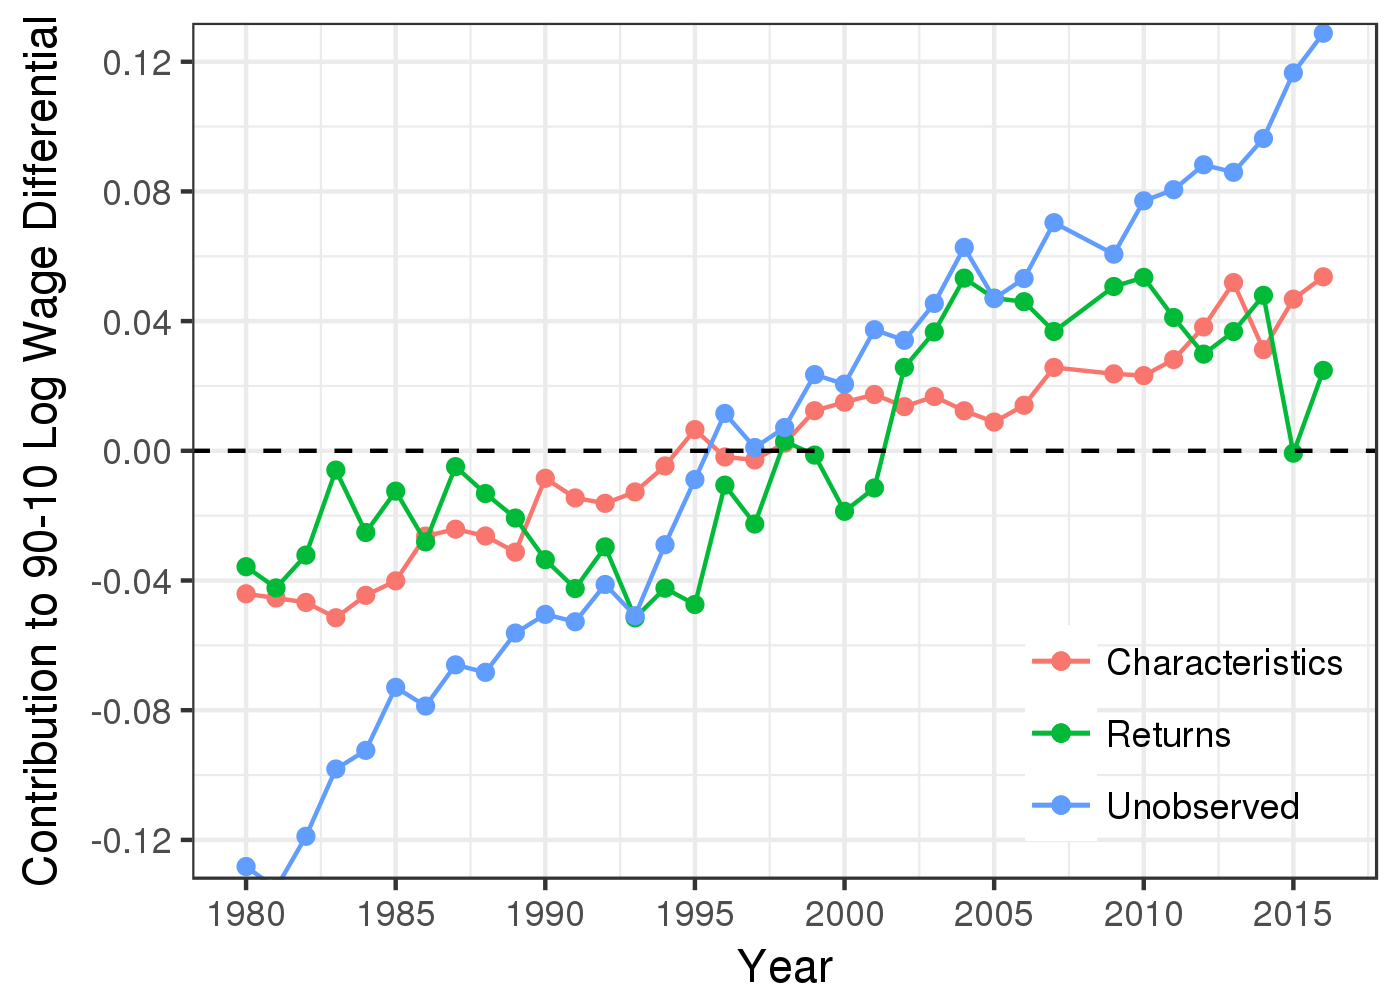 Contribution to 90-10 Log Wage Differential
0.12
0.08
0.04
0.00
-0.04
-0.08
-0.12
Characteristics
Returns
Unobserved
1980 1985 1990 1995 2000 2005 2010 2015
Year